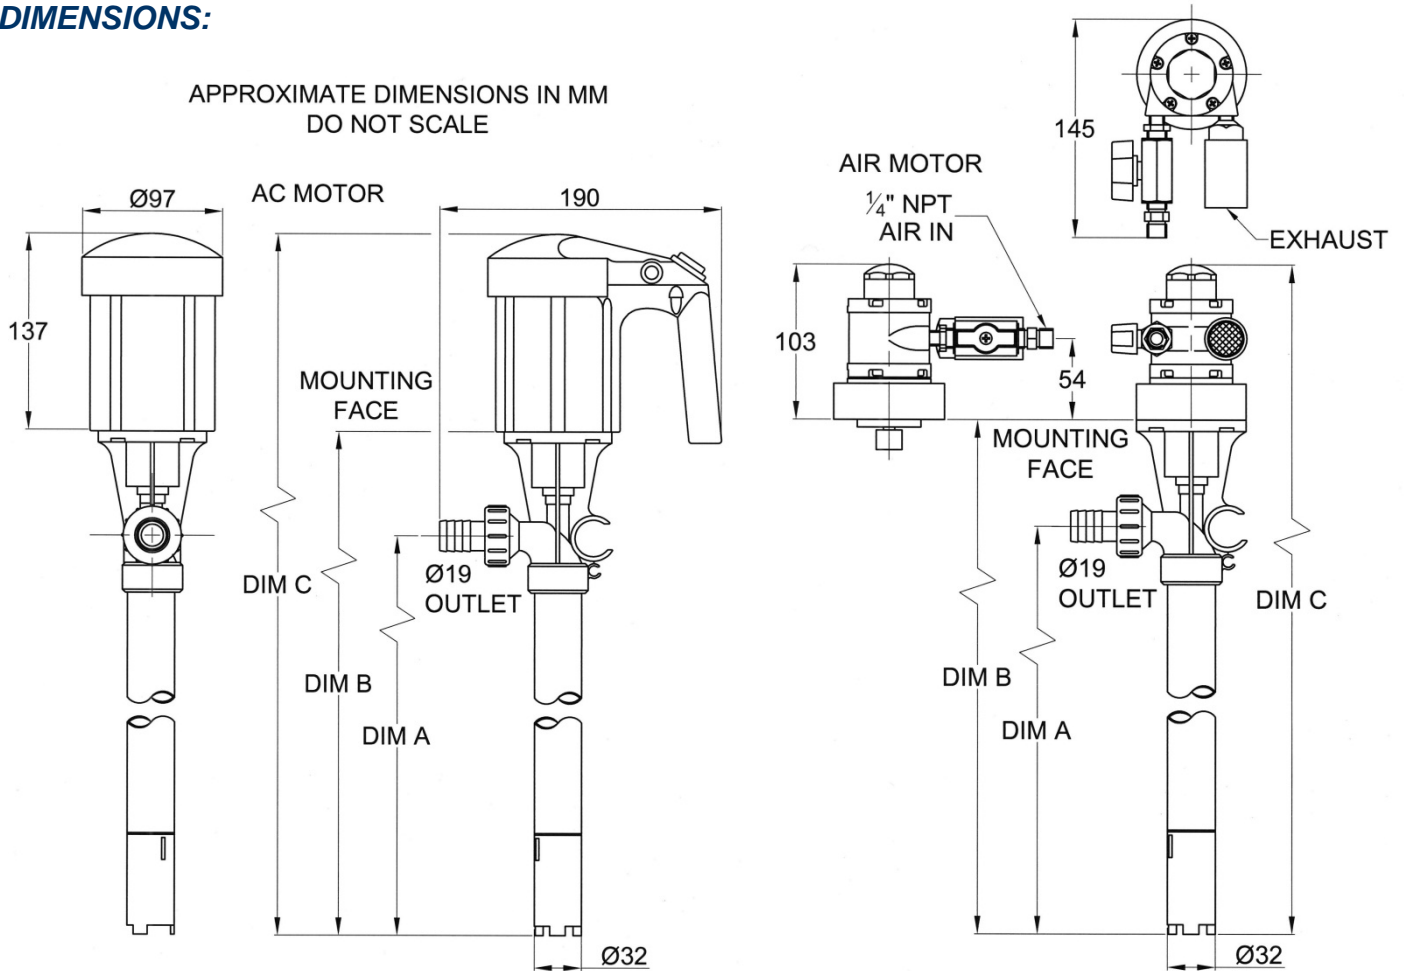 DIMENSIONS:
APPROXIMATE DIMENSIONS IN MM
DO NOT SCALE
AC MOTOR
Ø97
137
190
MOUNTING
FACE
DIM C
DIM B
DIM A
Ø19
OUTLET
Ø32
AIR MOTOR
1/4" NPT
AIR IN
145
EXHAUST
103
54
MOUNTING
FACE
Ø19
OUTLET
DIM B
DIM A
DIM C
Ø32